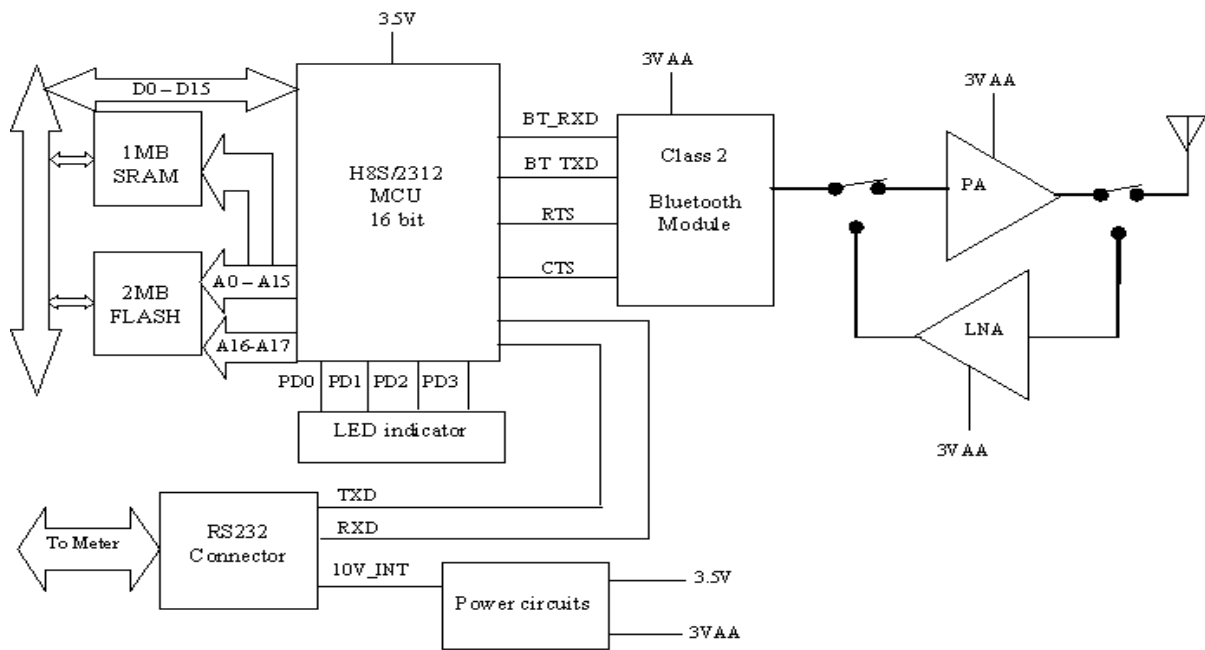 3.5V
3VAA
3VAA
D0 – D15
1MB
SRAM
H8S/2312
MCU
16 bit
BT_RXD
BT TXD
RTS
CTS
Class 2
Bluetooth
Module
PA
2MB
FLASH
A0 – A15
A16-A17
LNA
3VAA
PD0
PD1
PD2
PD3
LED indicator
TXD
RXD
To Meter
RS232
Connector
10V_INT
Power circuits
3.5V
3VAA